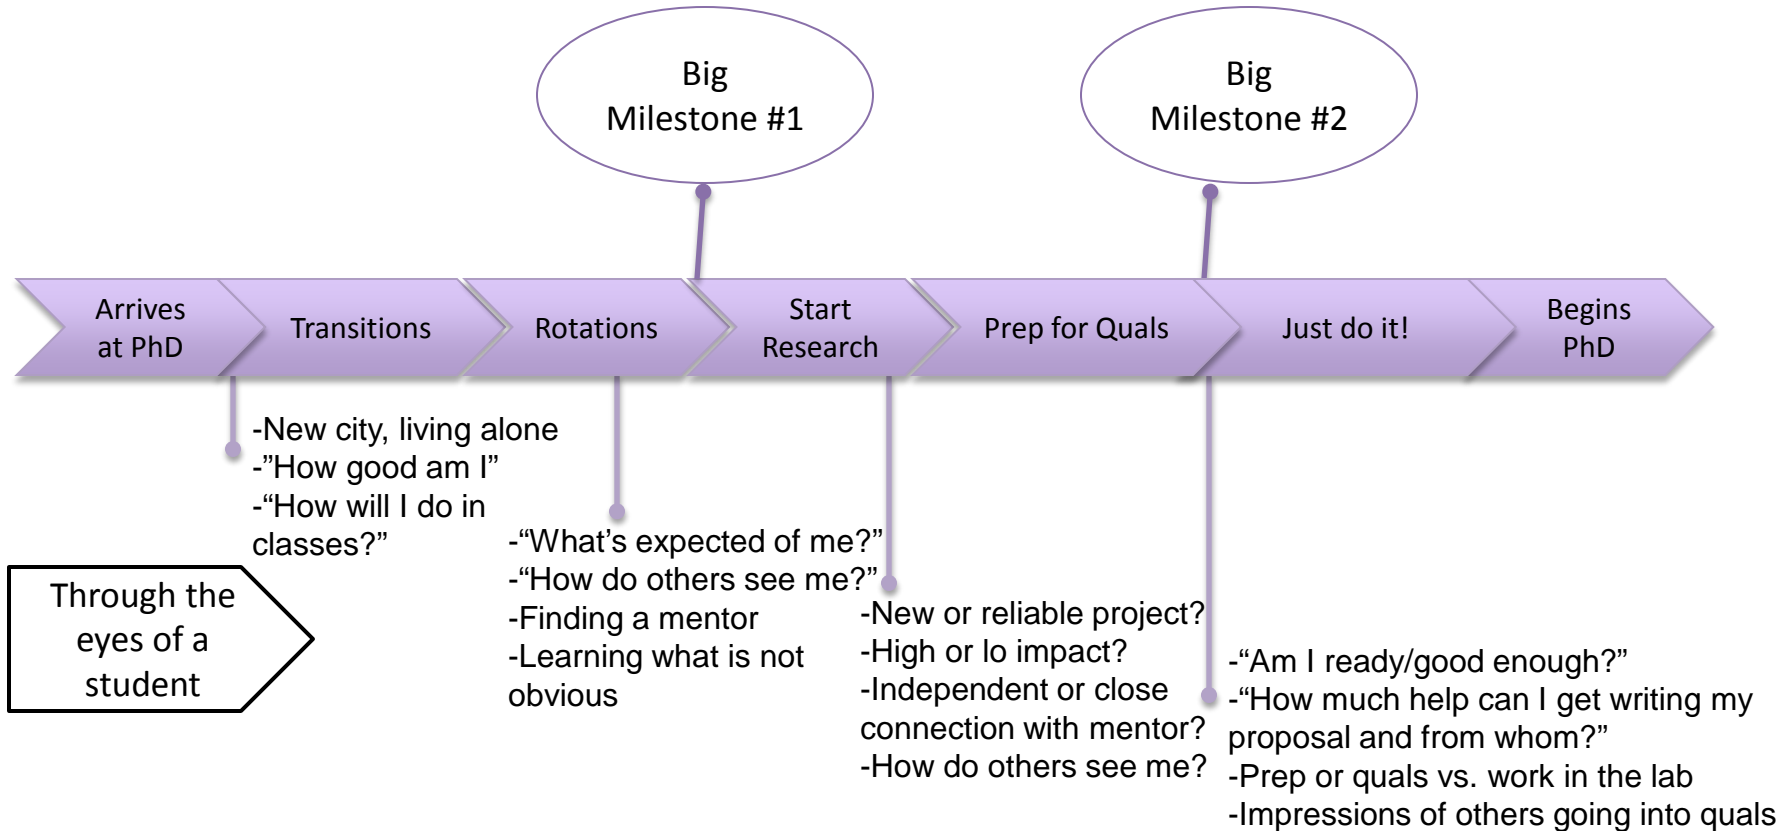 Big
Milestone #1
Big
Milestone #2
Arrives
at PhD
Transitions
Rotations
Start
Research
Prep for Quals
Just do it!
Begins
PhD
-New city, living alone
-”How good am I”
-“How will I do in
classes?”
-“What’s expected of me?”
-“How do others see me?”
-Finding a mentor
-Learning what is not
obvious
-New or reliable project?
-High or lo impact?
-Independent or close
connection with mentor?
-How do others see me?
-“Am I ready/good enough?”
-“How much help can I get writing my
proposal and from whom?”
-Prep or quals vs. work in the lab
-Impressions of others going into quals
Through the
eyes of a
student